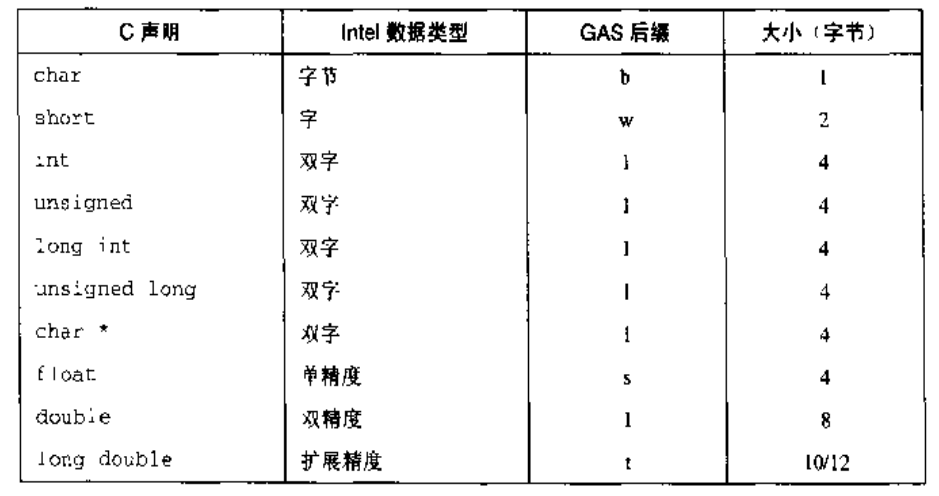 C 声明 Intel 数据类型 GAS 后缀 大小（字节）
char 字节 b 1
short 字 w 2
int 双字 l 4
unsigned 双字 l 4
long int 双字 l 4
unsigned long 双字 l 4
char * 双字 l 4
float 单精度 s 4
double 双精度 l 8
long double 扩展精度 t 10/12